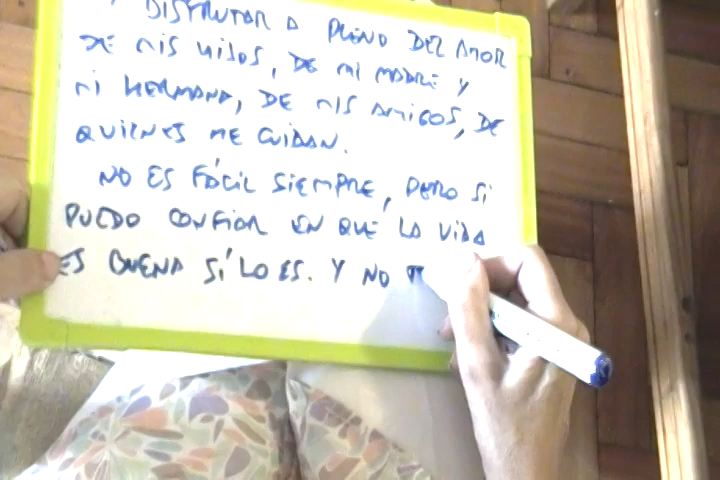 DISFRUTAR A PLENO DEL AMOR
DE MIS HIJOS, DE MI MADRE Y
MI HERMANA, DE MIS AMIGOS, DE
QUIENES ME CUIDAN.
NO ES FÁCIL SIEMPRE, PERO SI
PUEDO CONFIAR EN QUE LA VIDA
ES BUENA SÍ LO ES. Y NO